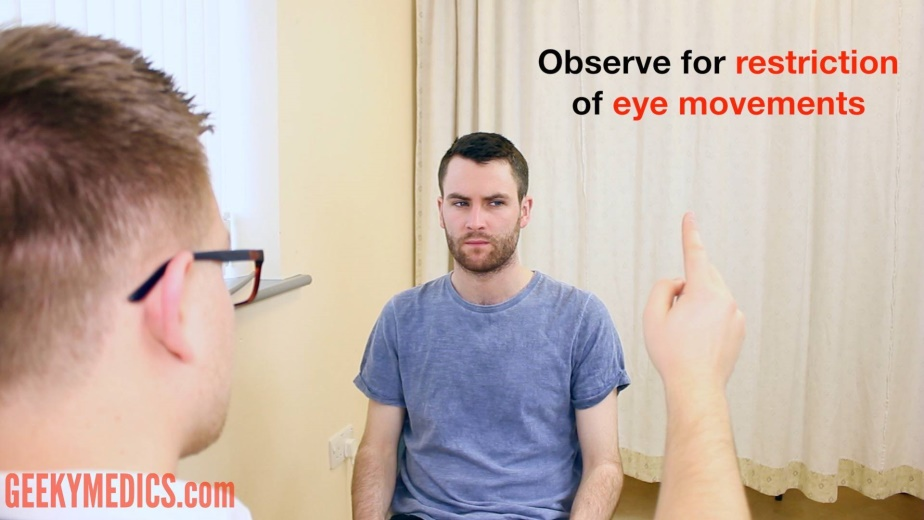 Observe for restriction
of eye movements
GEEKYMEDICS.com